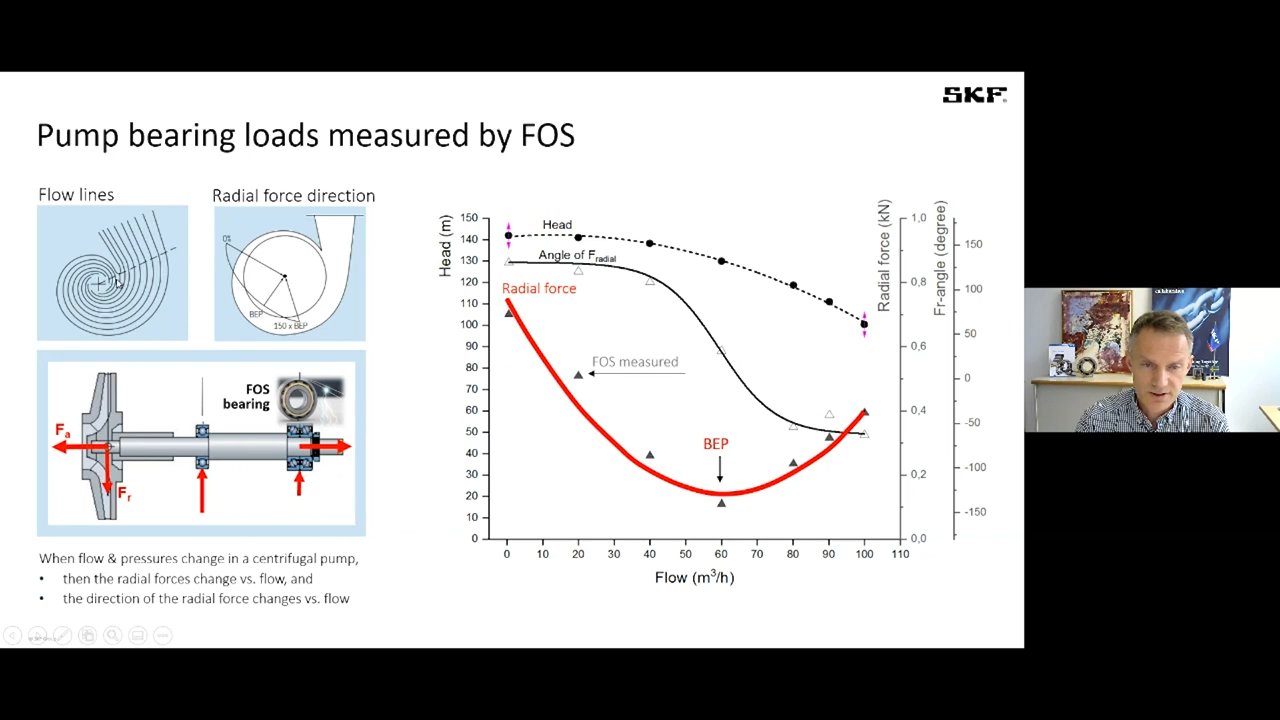 SKF
Pump bearing loads measured by FOS
Flow lines
Radial force direction
0%
BEP
150 x BEP
FOS
bearing
Fa
Fr
When flow & pressures change in a centrifugal pump,
• then the radial forces change vs. flow, and
• the direction of the radial force changes vs. flow
Head (m)
150
140
130
120
110
100
90
80
70
60
50
40
30
20
10
0
Head
Angle of Fradial
Radial force
FOS measured
BEP
0 10 20 30 40 50 60 70 80 90 100 110
Flow (m³/h)
Radial force (kN)
1,0
0,8
0,6
0,4
0,2
0,0
F-angle (degree)
150
100
50
0
-50
-100
-150
collaboration